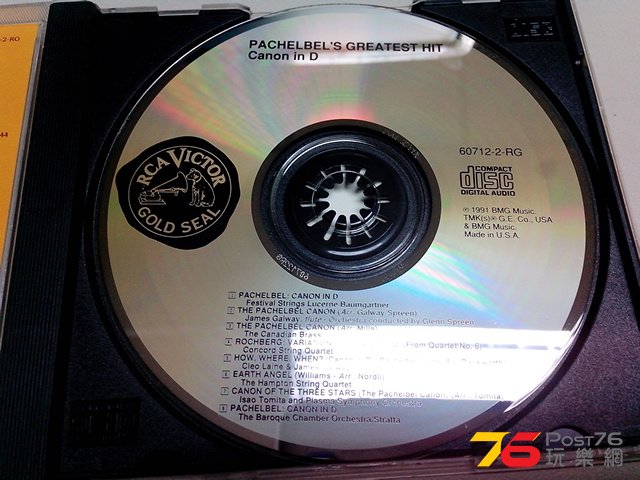 PACHELBEL'S GREATEST HIT
Canon in D
60712-2-RG
COMPACT
disc
DIGITAL AUDIO
RCA VICTOR
GOLD SEAL
℗ 1991 BMG Music.
TMK(s)® G.E. Co., USA
& BMG Music.
Made in U.S.A.
1 PACHELBEL: CANON IN D
Festival Strings Lucerne Baumgartner
2 THE PACHELBEL CANON (Arr. Galway Spreen)
James Galway, flute - Orchestra conducted by Glenn Spreen
3 THE PACHELBEL CANON (Arr. Mills)
The Canadian Brass
4 ROCHBERG: (From Quartet No. 6)
Concord String Quartet
5 HOW, WHERE, WHEN?
Cleo Laine & James
6 EARTH ANGEL (Williams - Arr. Nordli)
The Hampton String Quartet
7 CANON OF THE THREE STARS (The Pachelbel Canon) (Arr. Tomita)
Isao Tomita and Plasma Symphony Orchestra
8 PACHELBEL: CANON IN D
The Baroque Chamber Orchestra Stratta
-2-RG
44
76 Post76
玩樂網